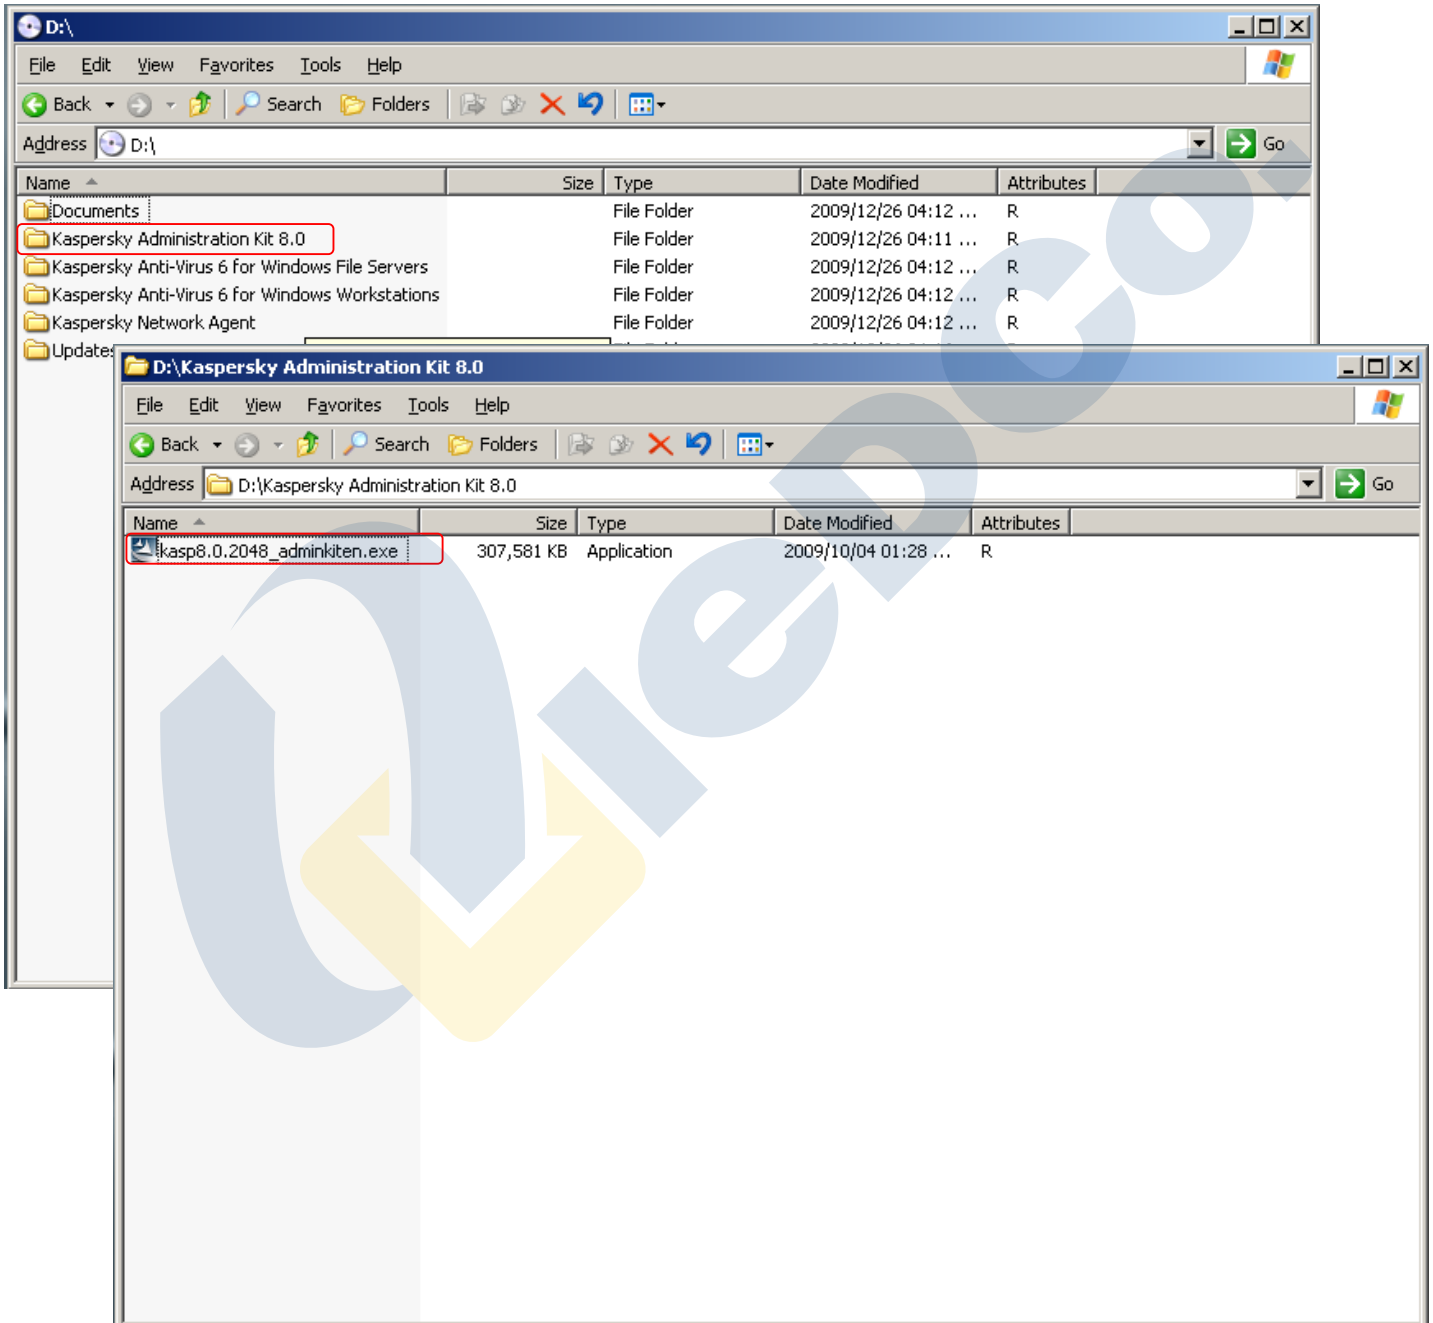 D:\
File Edit View Favorites Tools Help
Back Search Folders
Address D:\ Go
Name Size Type Date Modified Attributes
Documents File Folder 2009/12/26 04:12 ... R
Kaspersky Administration Kit 8.0 File Folder 2009/12/26 04:11 ... R
Kaspersky Anti-Virus 6 for Windows File Servers File Folder 2009/12/26 04:12 ... R
Kaspersky Anti-Virus 6 for Windows Workstations File Folder 2009/12/26 04:12 ... R
Kaspersky Network Agent File Folder 2009/12/26 04:12 ... R
Updates
D:\Kaspersky Administration Kit 8.0
File Edit View Favorites Tools Help
Back Search Folders
Address D:\Kaspersky Administration Kit 8.0 Go
Name Size Type Date Modified Attributes
kasp8.0.2048_adminkiten.exe 307,581 KB Application 2009/10/04 01:28 ... R